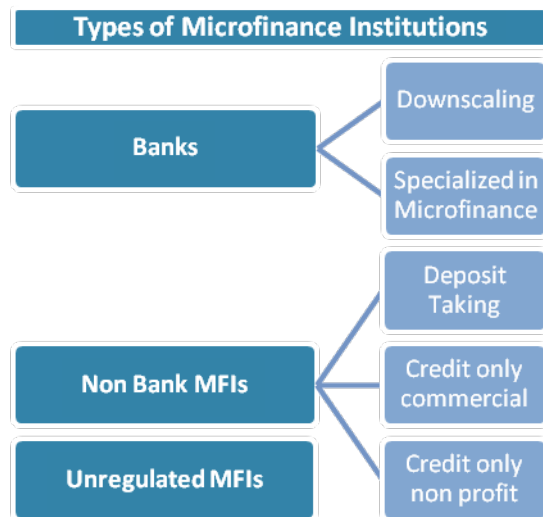 Types of Microfinance Institutions
Banks
Downscaling
Specialized in
Microfinance
Non Bank MFIs
Deposit
Taking
Credit only
commercial
Credit only
non profit
Unregulated MFIs